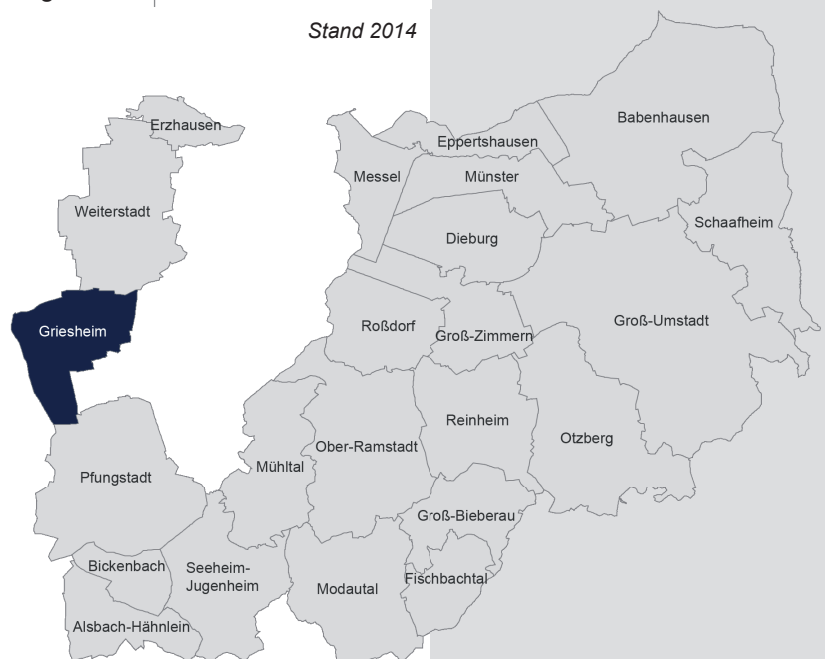 Stand 2014
Erzhausen
Babenhausen
Eppertshausen
Messel
Münster
Weiterstadt
Schaafheim
Dieburg
Griesheim
Roßdorf
Groß-Zimmern
Groß-Umstadt
Reinheim
Otzberg
Ober-Ramstadt
Mühltal
Pfungstadt
Groß-Bieberau
Bickenbach
Seeheim-
Jugenheim
Modautal
Fischbachtal
Alsbach-Hähnlein